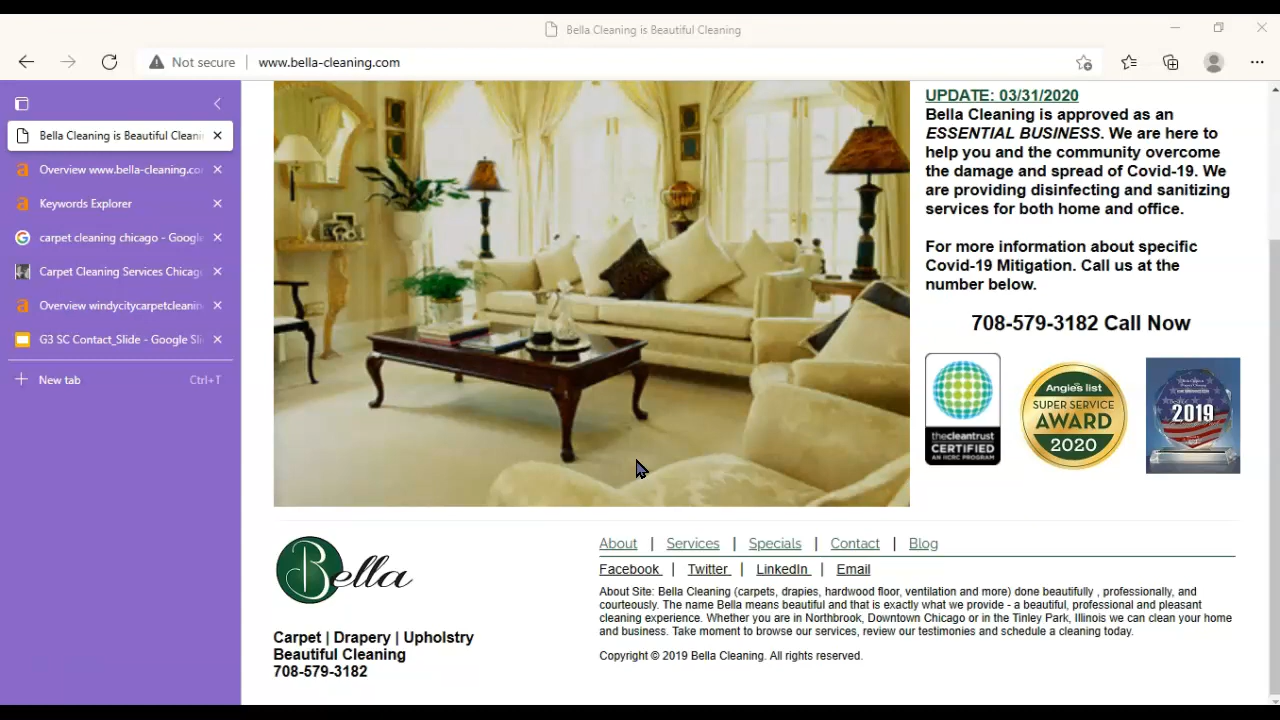 Bella Cleaning is Beautiful Cleaning
Not secure
www.bella-cleaning.com
Bella Cleaning is Beautiful Cleani
Overview www.bella-cleaning.co
Keywords Explorer
carpet cleaning chicago - Google
Carpet Cleaning Services Chicago
Overview windycitycarpetcleanin
G3 SC Contact_Slide - Google Sli
New tab Ctrl+T
UPDATE: 03/31/2020
Bella Cleaning is approved as an
ESSENTIAL BUSINESS. We are here to
help you and the community overcome
the damage and spread of Covid-19. We
are providing disinfecting and sanitizing
services for both home and office.
For more information about specific
Covid-19 Mitigation. Call us at the
number below.
708-579-3182 Call Now
thecleantrust
CERTIFIED
AN IICRC PROGRAM
Angie's list
SUPER SERVICE
AWARD
2020
2019
Bella
Carpet | Drapery | Upholstry
Beautiful Cleaning
708-579-3182
About | Services | Specials | Contact | Blog
Facebook | Twitter | LinkedIn | Email
About Site: Bella Cleaning (carpets, drapies, hardwood floor, ventilation and more) done beautifully , professionally, and
courteously. The name Bella means beautiful and that is exactly what we provide - a beautiful, professional and pleasant
cleaning experience. Whether you are in Northbrook, Downtown Chicago or in the Tinley Park, Illinois we can clean your home
and business. Take moment to browse our services, review our testimonies and schedule a cleaning today.
Copyright © 2019 Bella Cleaning. All rights reserved.